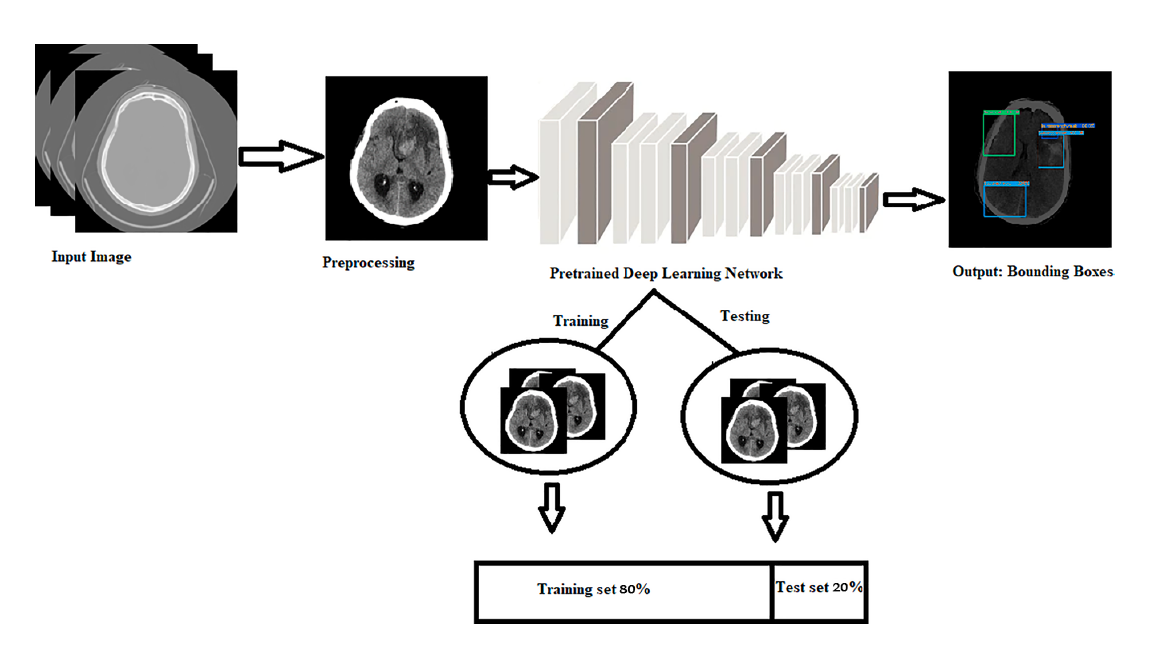 Input Image
Preprocessing
Pretrained Deep Learning Network
Output: Bounding Boxes
Training
Testing
Training set 80%
Test set 20%